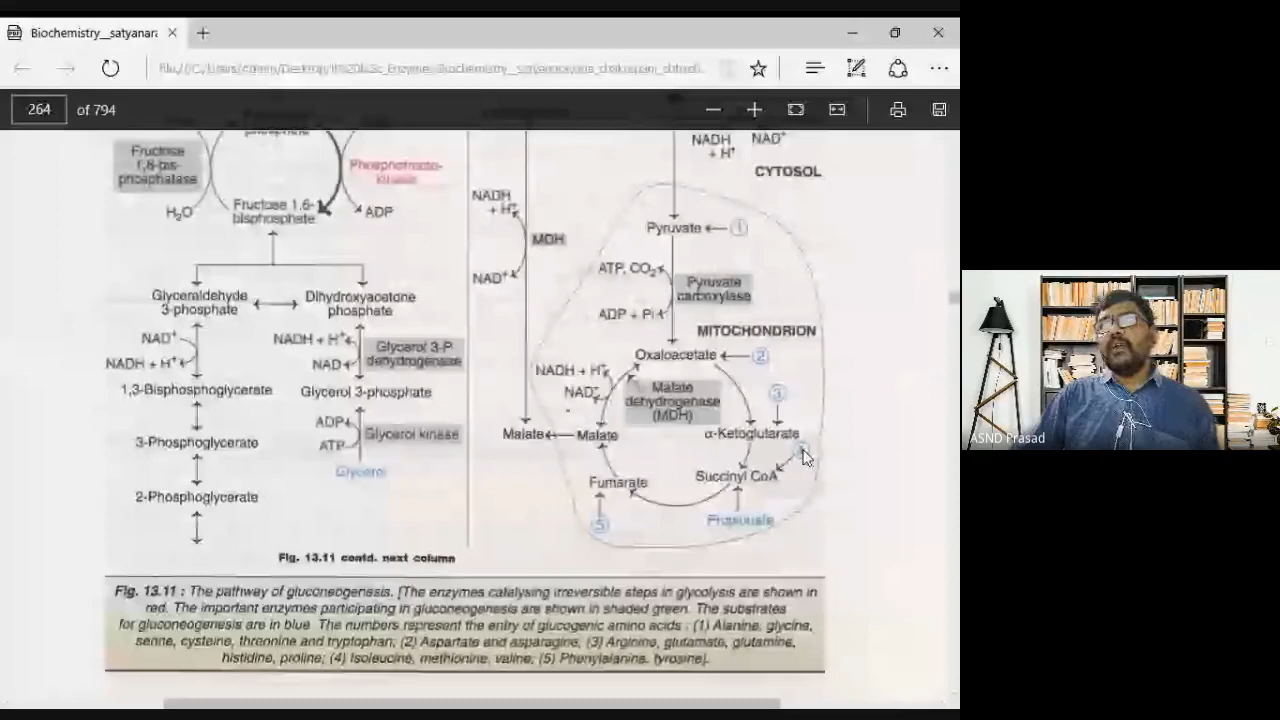 Biochemistry__satyanara
264 of 794
NADH + H⁺ NAD⁺
CYTOSOL
Fructose 1,6-bis-phosphatase
Phosphofructo-kinase
H₂O
Fructose 1,6-bisphosphate
ADP
NADH + H⁺
MDH
NAD⁺
Pyruvate ①
ATP, CO₂
Pyruvate carboxylase
ADP + Pi
MITOCHONDRION
Glyceraldehyde 3-phosphate
Dihydroxyacetone phosphate
NAD⁺
NADH + H⁺
NADH + H⁺
NAD⁺
Glycerol 3-P dehydrogenase
Oxaloacetate ②
NADH + H⁺
NAD⁺
Malate dehydrogenase (MDH)
③
1,3-Bisphosphoglycerate
Glycerol 3-phosphate
ADP
ATP
Glycerol kinase
Glycerol
3-Phosphoglycerate
2-Phosphoglycerate
Malate
Malate
α-Ketoglutarate
Succinyl CoA
Fumarate
⑤
Propionate
Fig. 13.11 contd. next column
Fig. 13.11 : The pathway of gluconeogenesis. [The enzymes catalysing irreversible steps in glycolysis are shown in
red. The important enzymes participating in gluconeogenesis are shown in shaded green. The substrates
for gluconeogenesis are in blue. The numbers represent the entry of glucogenic amino acids : (1) Alanine, glycine,
serine, cysteine, threonine and tryptophan; (2) Aspartate and asparagine; (3) Arginine, glutamate, glutamine,
histidine, proline; (4) Isoleucine, methionine, valine; (5) Phenylalanine, tyrosine].
ASND Prasad